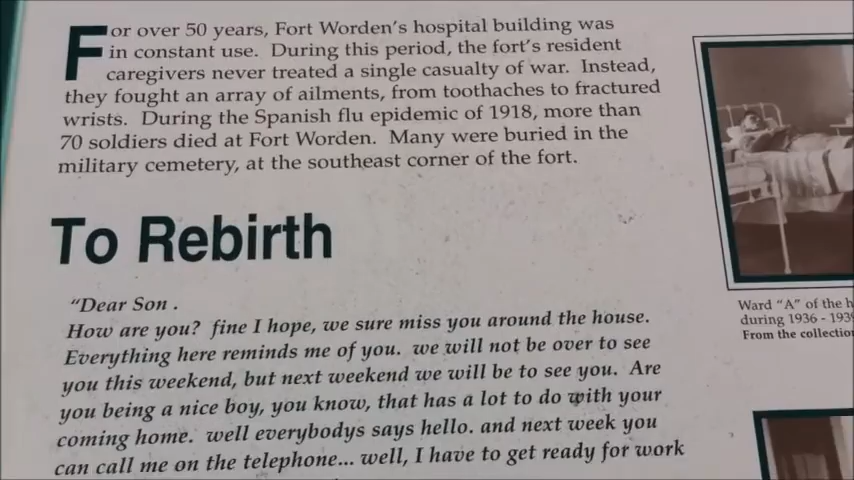 For over 50 years, Fort Worden's hospital building was
in constant use. During this period, the fort's resident
caregivers never treated a single casualty of war. Instead,
they fought an array of ailments, from toothaches to fractured
wrists. During the Spanish flu epidemic of 1918, more than
70 soldiers died at Fort Worden. Many were buried in the
military cemetery, at the southeast corner of the fort.
To Rebirth
"Dear Son .
How are you? fine I hope, we sure miss you around the house.
Everything here reminds me of you. we will not be over to see
you this weekend, but next weekend we will be to see you. Are
you being a nice boy, you know, that has a lot to do with your
coming home. well everybodys says hello. and next week you
can call me on the telephone... well, I have to get ready for work
Ward "A" of the h
during 1936 - 193
From the collection